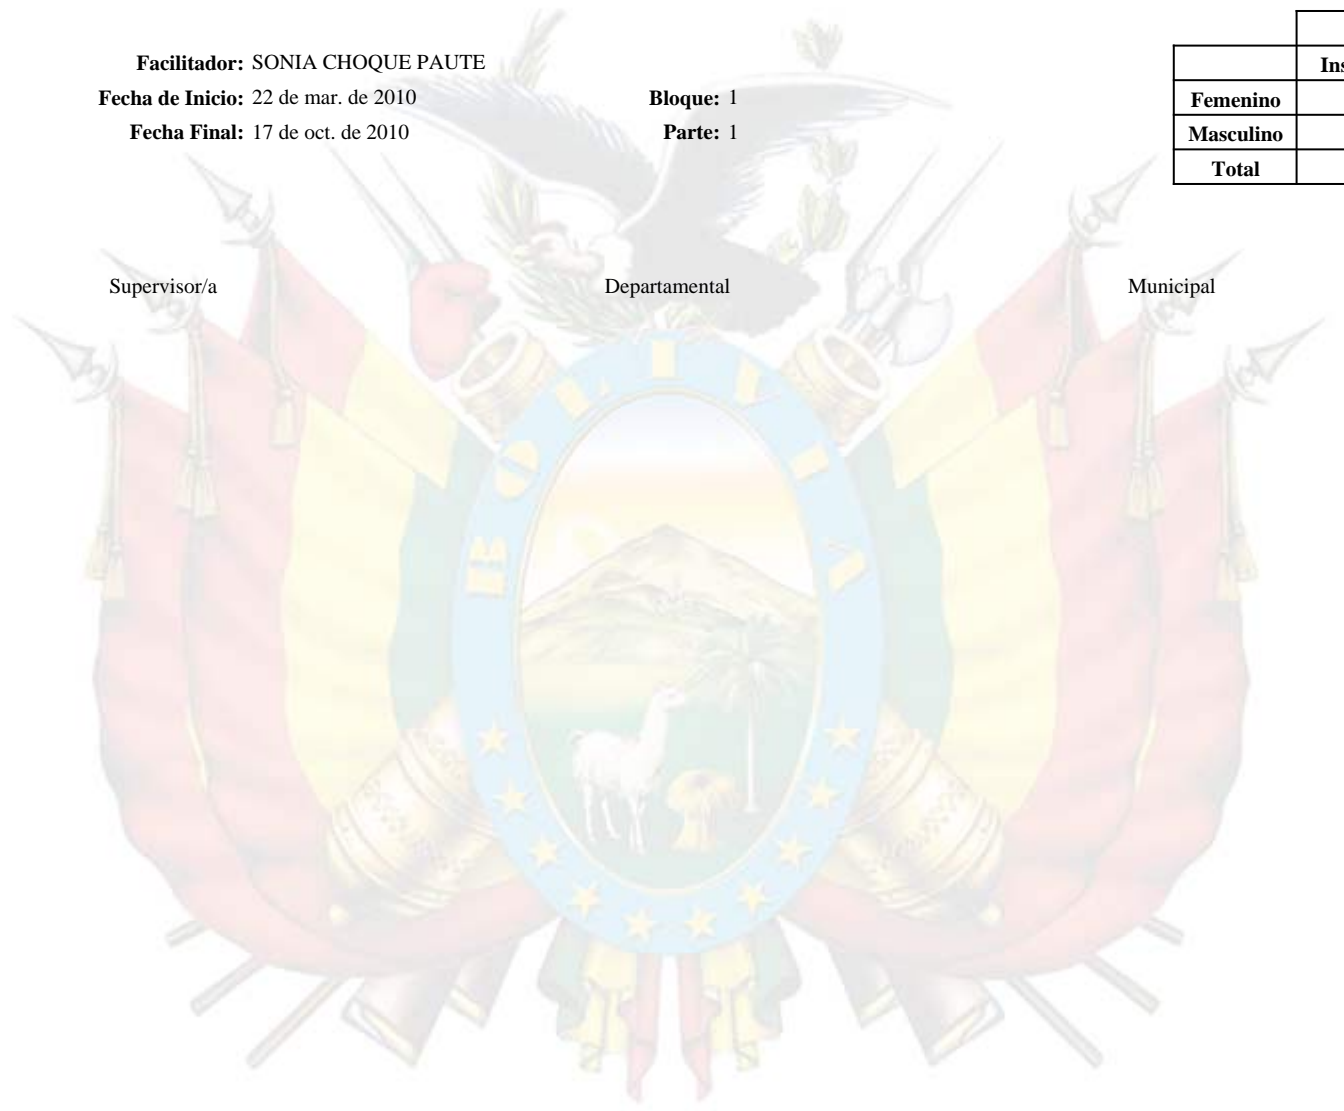 Facilitador: SONIA CHOQUE PAUTE
Fecha de Inicio: 22 de mar. de 2010 Bloque: 1
Fecha Final: 17 de oct. de 2010 Parte: 1
Femenino
Masculino
Total
Supervisor/a Departamental Municipal
BOLIVIA